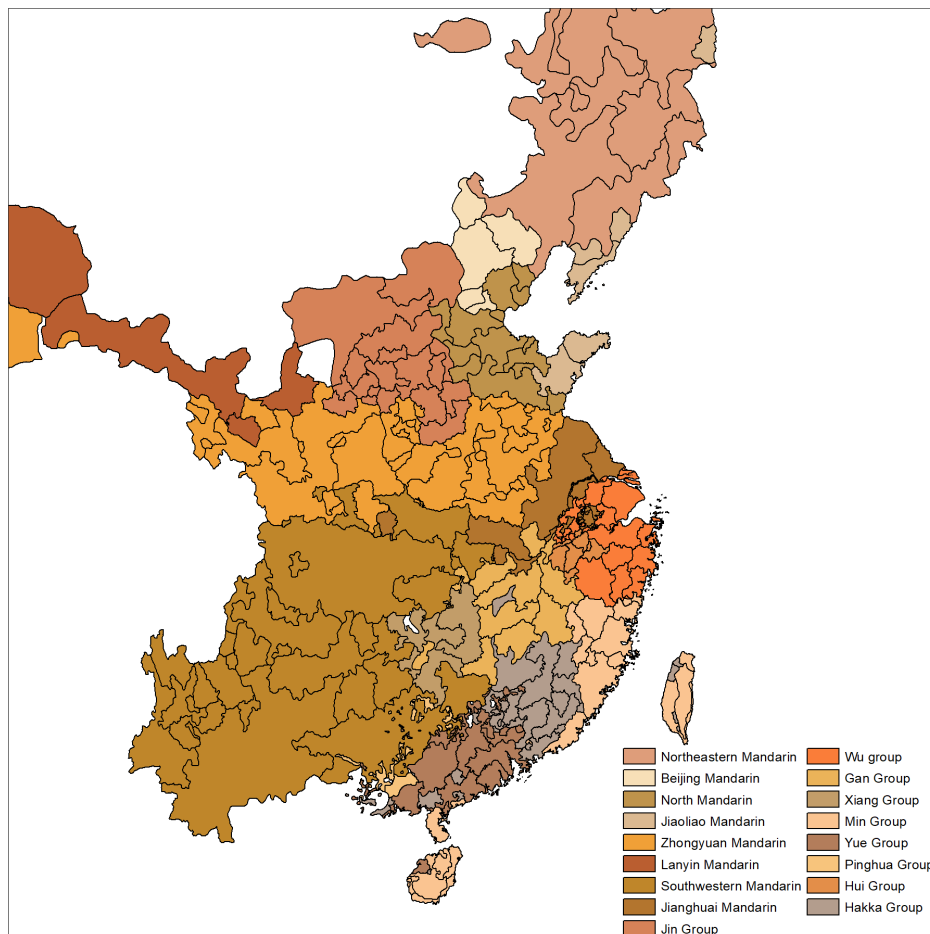 Northeastern Mandarin
Beijing Mandarin
North Mandarin
Jiaoliao Mandarin
Zhongyuan Mandarin
Lanyin Mandarin
Southwestern Mandarin
Jianghuai Mandarin
Jin Group
Wu group
Gan Group
Xiang Group
Min Group
Yue Group
Pinghua Group
Hui Group
Hakka Group